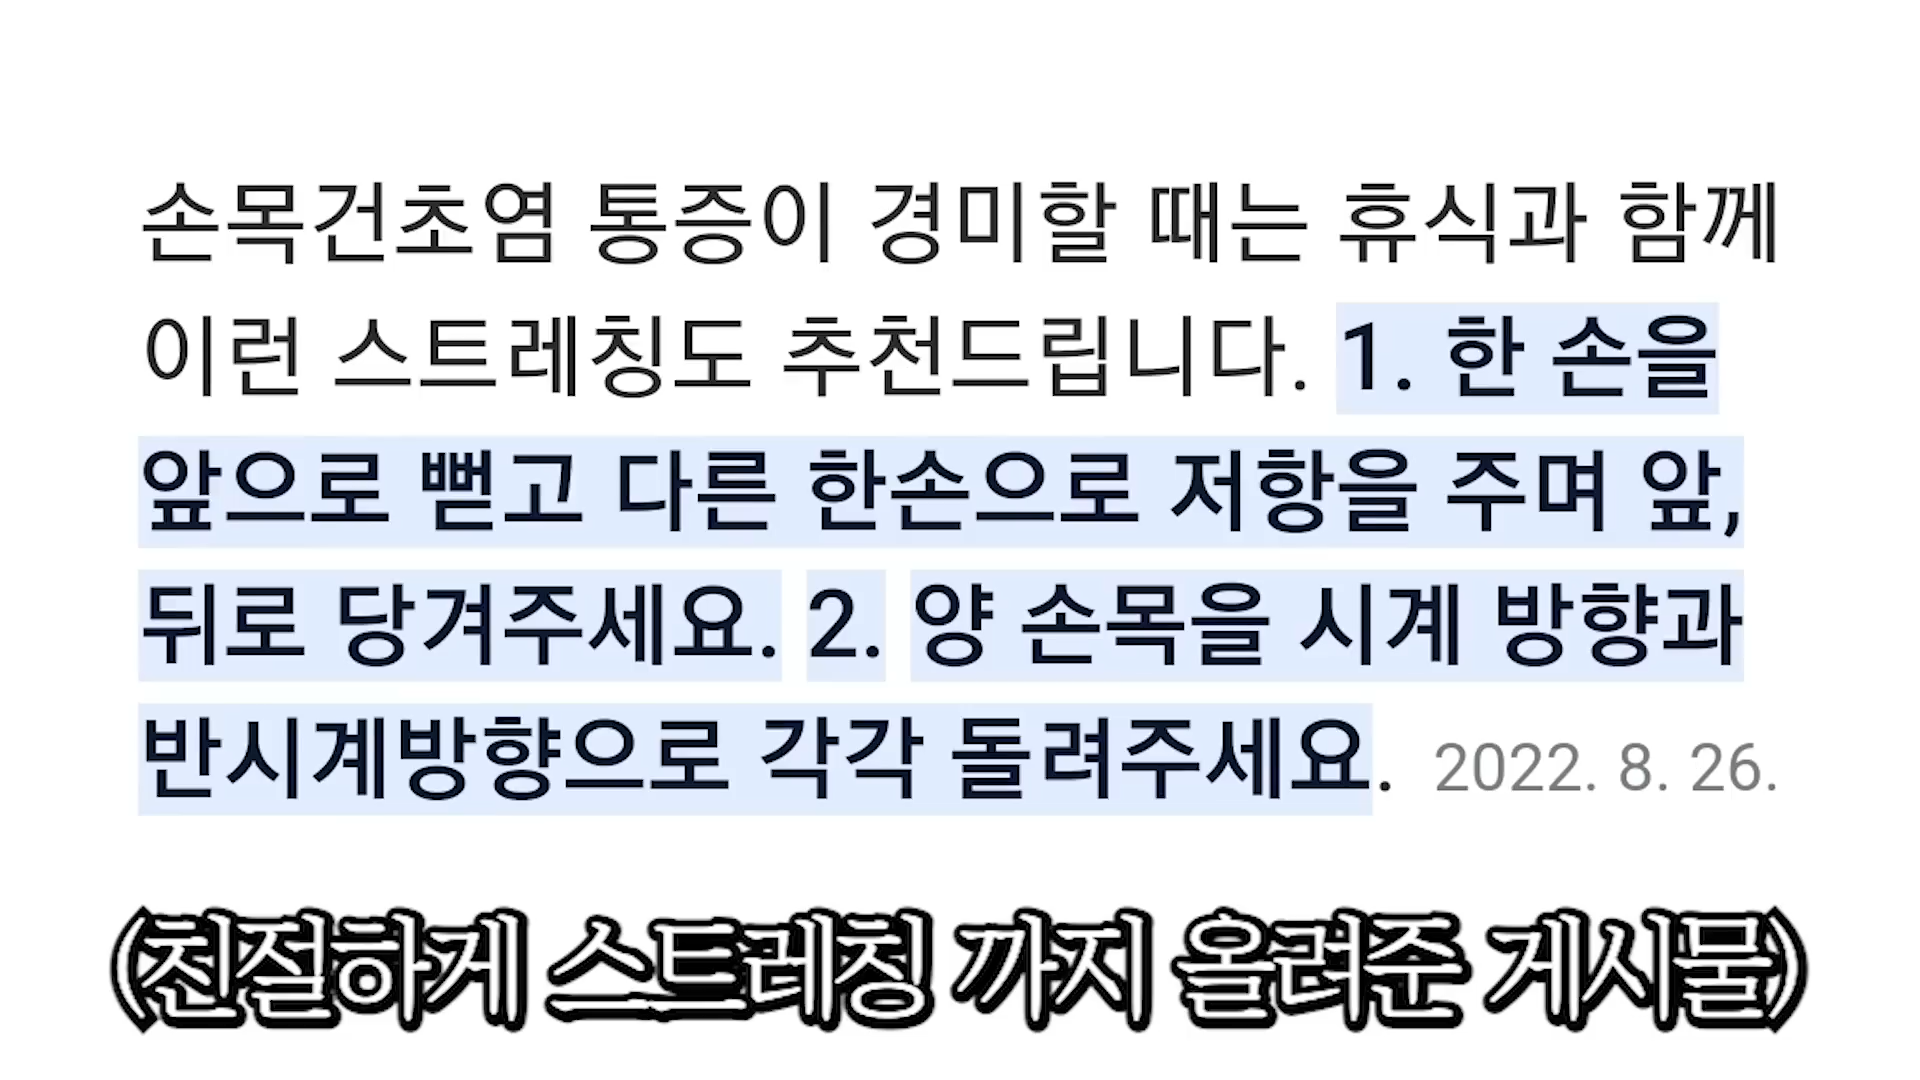 손목건초염 통증이 경미할 때는 휴식과 함께
이런 스트레칭도 추천드립니다. 1. 한 손을
앞으로 뻗고 다른 한손으로 저항을 주며 앞,
뒤로 당겨주세요. 2. 양 손목을 시계 방향과
반시계방향으로 각각 돌려주세요. 2022. 8. 26.
(친절하게 스트레칭 까지 올려준 게시물)